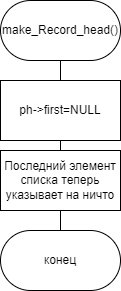 make_Record_head()
ph->first=NULL
Последний элемент
списка теперь
указывает на ничто
конец